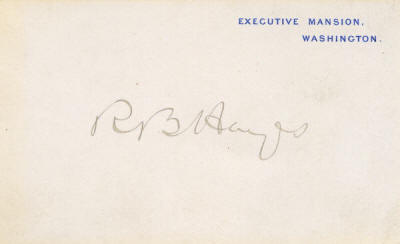 EXECUTIVE MANSION,
WASHINGTON.
R B Hayes